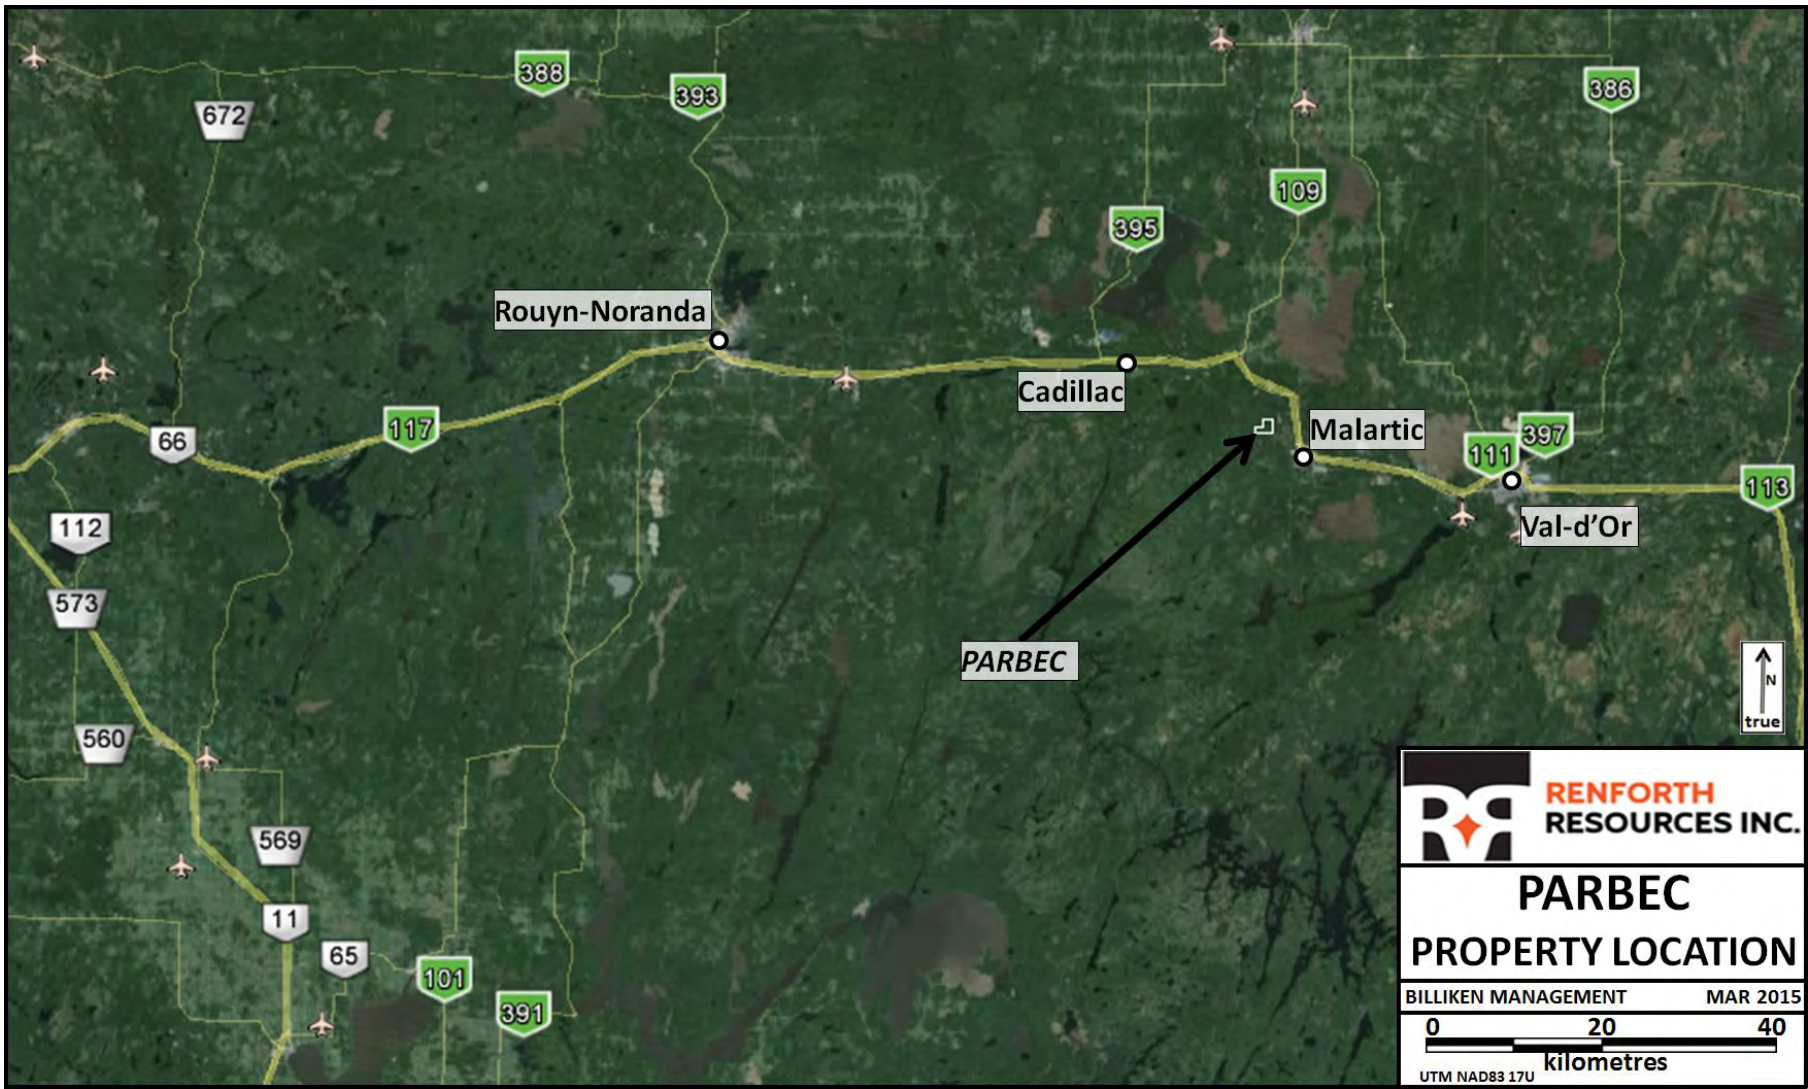 388
393
386
672
109
395
Rouyn-Noranda
Cadillac
117
66
Malartic
397
111
113
Val-d'Or
112
573
PARBEC
N
true
560
569
11
65
101
391
RENFORTH
RESOURCES INC.
PARBEC
PROPERTY LOCATION
BILLIKEN MANAGEMENT MAR 2015
0 20 40
kilometres
UTM NAD83 17U